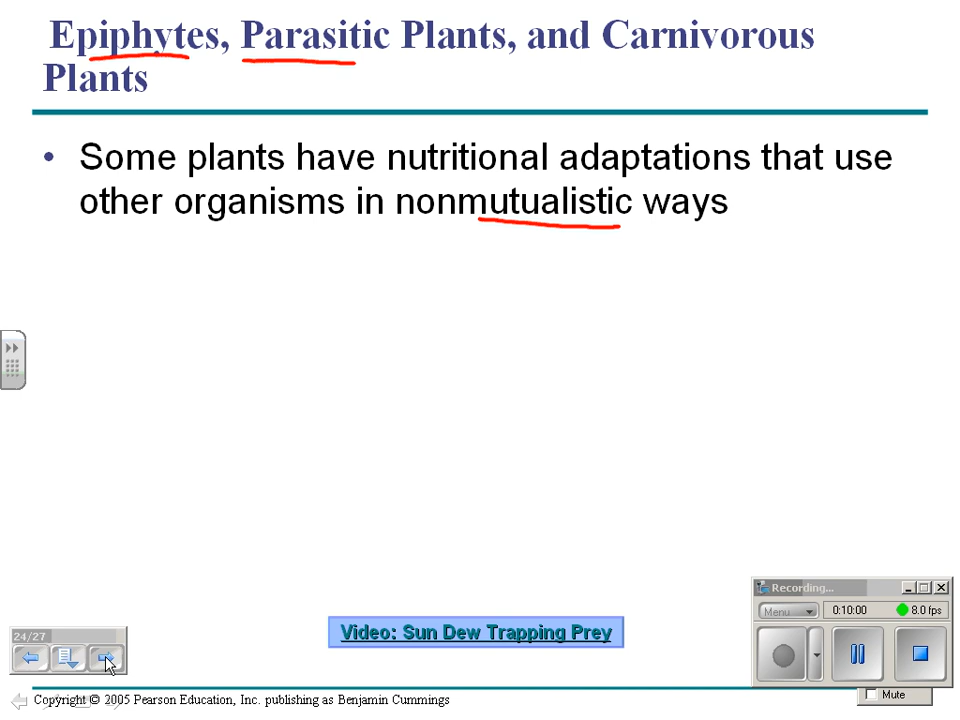 Epiphytes, Parasitic Plants, and Carnivorous
Plants
• Some plants have nutritional adaptations that use
other organisms in nonmutualistic ways
Recording...
Menu
0:10:00
8.0 fps
Video: Sun Dew Trapping Prey
24/27
Mute
Copyright © 2005 Pearson Education, Inc. publishing as Benjamin Cummings